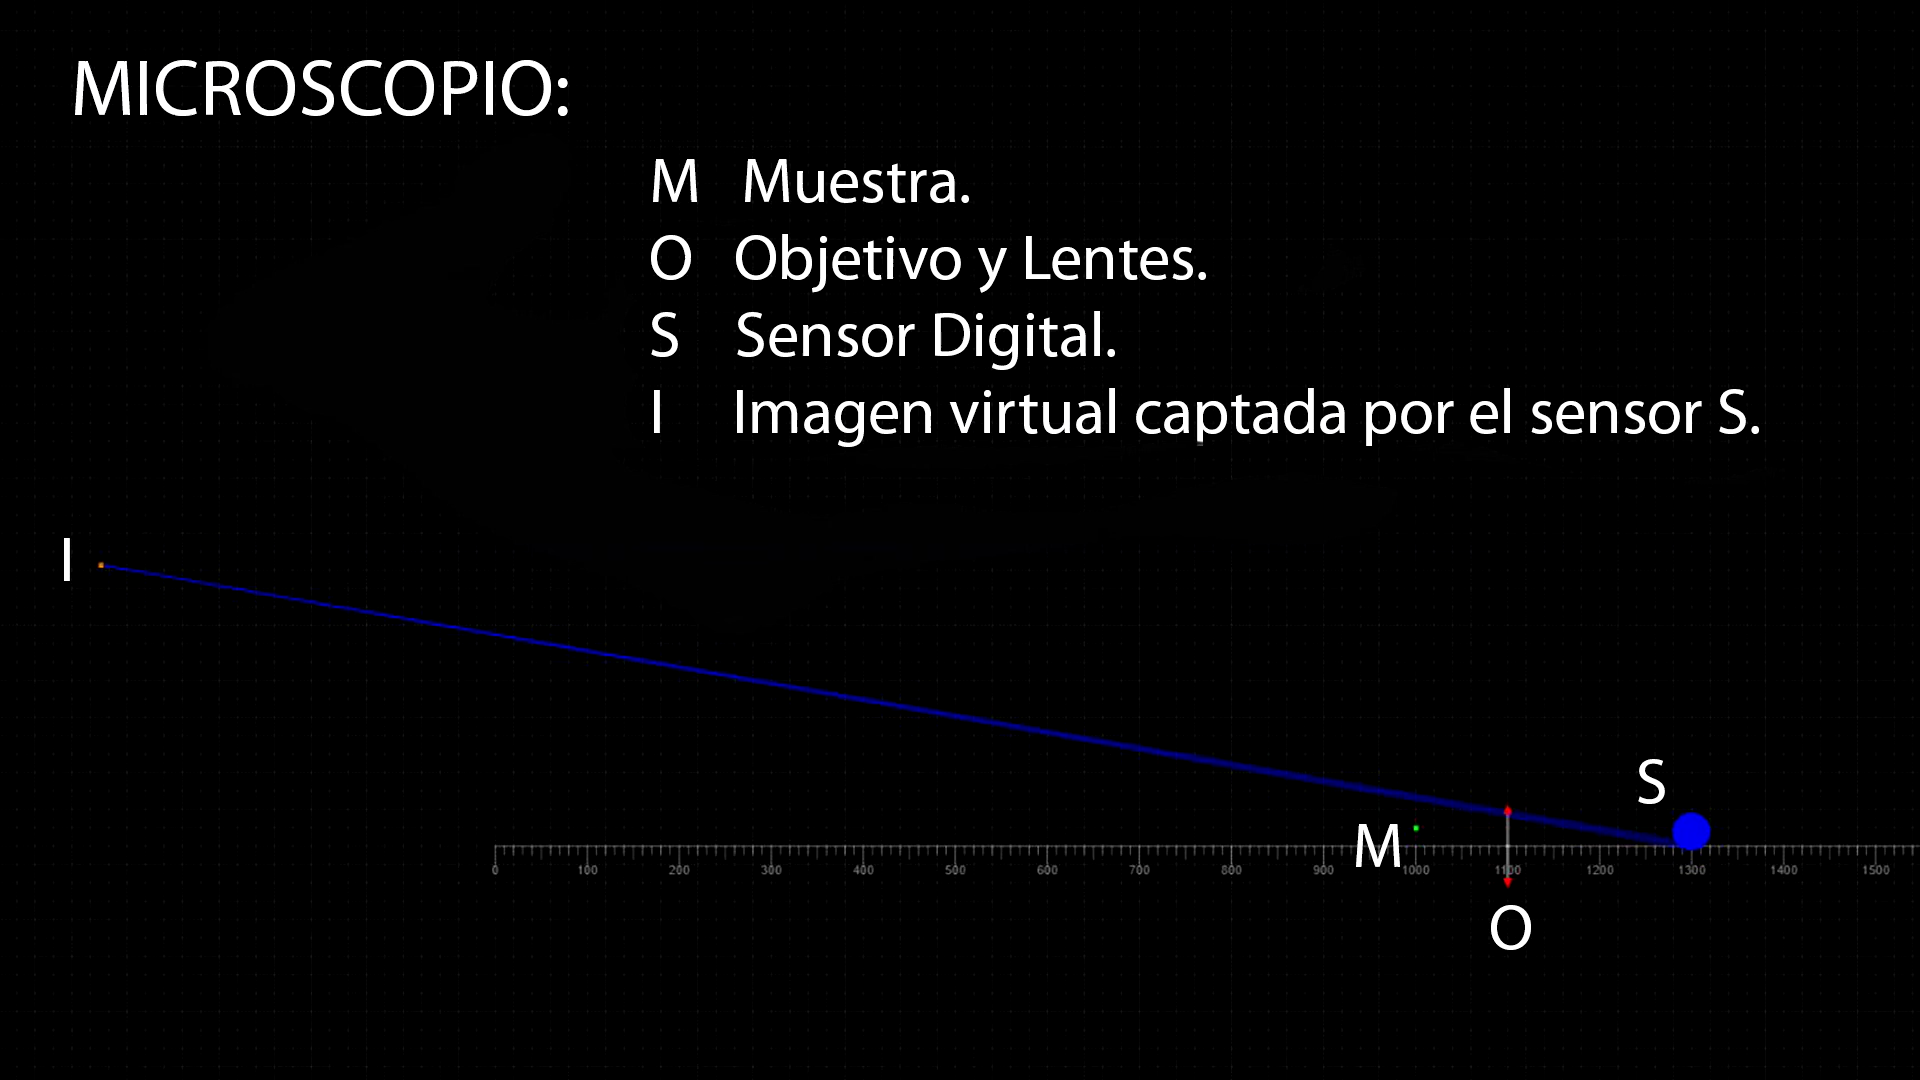 MICROSCOPIO:
M Muestra.
O Objetivo y Lentes.
S Sensor Digital.
I Imagen virtual captada por el sensor S.
I
S
M
0 100 200 300 400 500 600 700 800 900 1000 1100 1200 1300 1400 1500
O